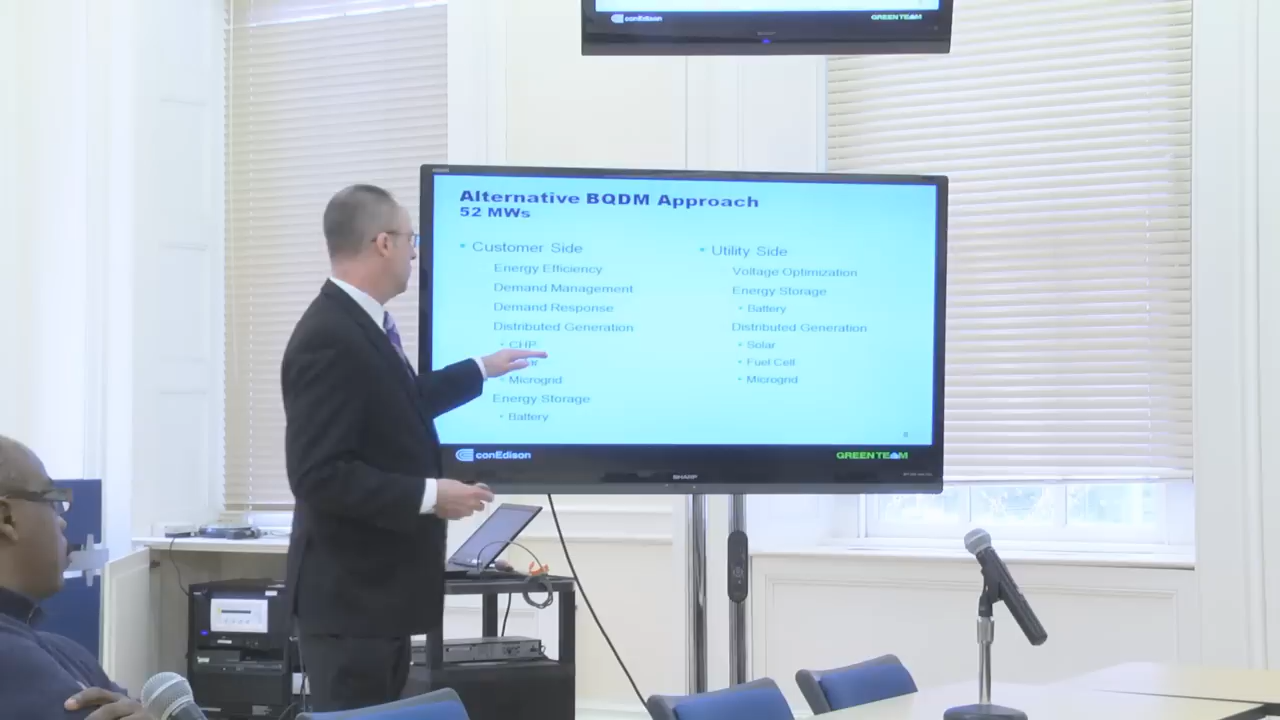 conEdison
GREEN TEAM
SHARP
Alternative BQDM Approach
52 MWs
• Customer Side
Energy Efficiency
Demand Management
Demand Response
Distributed Generation
• CHP
• Microgrid
Energy Storage
• Battery
• Utility Side
Voltage Optimization
Energy Storage
• Battery
Distributed Generation
• Solar
• Fuel Cell
• Microgrid
8
conEdison
GREEN TEAM
SHARP